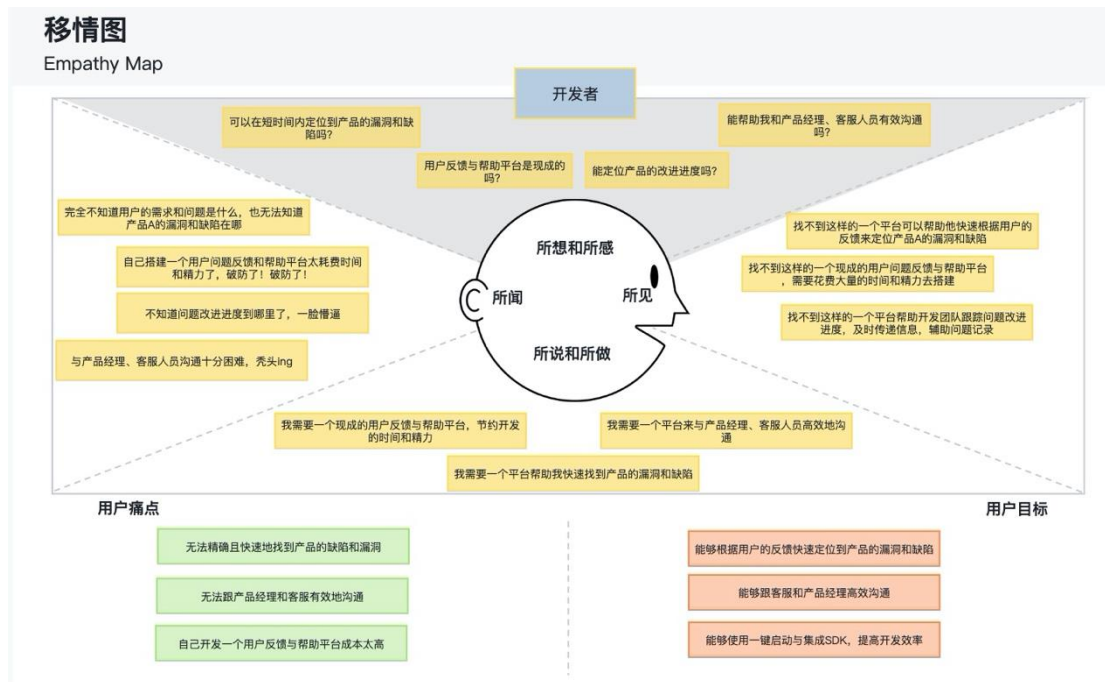 移情图
Empathy Map
开发者
可以在短时间内定位到产品的漏洞和缺
陷吗？
能帮助我和产品经理、客服人员有效沟通
吗？
用户反馈与帮助平台是现成的
吗？
能定位产品的改进进度吗？
完全不知道用户的需求和问题是什么，也无法知道
产品A的漏洞和缺陷在哪
自己搭建一个用户问题反馈和帮助平台太耗费时间
和精力了，破防了！破防了！
不知道问题改进进度到哪里了，一脸懵逼
与产品经理、客服人员沟通十分困难，秃头ing
所想和所感
所闻
所见
所说和所做
找不到这样的一个平台可以帮助他快速根据用户的
反馈来定位产品A的漏洞和缺陷
找不到这样的一个现成的用户问题反馈与帮助平台
，需要花费大量的时间和精力去搭建
找不到这样的一个平台帮助开发团队跟踪问题改进
进度，及时传递信息，辅助问题记录
我需要一个现成的用户反馈与帮助平台，节约开发
的时间和精力
我需要一个平台来与产品经理、客服人员高效地沟
通
我需要一个平台帮助我快速找到产品的漏洞和缺陷
用户痛点
无法精确且快速地找到产品的缺陷和漏洞
无法跟产品经理和客服有效地沟通
自己开发一个用户反馈与帮助平台成本太高
用户目标
能够根据用户的反馈快速定位到产品的漏洞和缺陷
能够跟客服和产品经理高效沟通
能够使用一键启动与集成SDK，提高开发效率